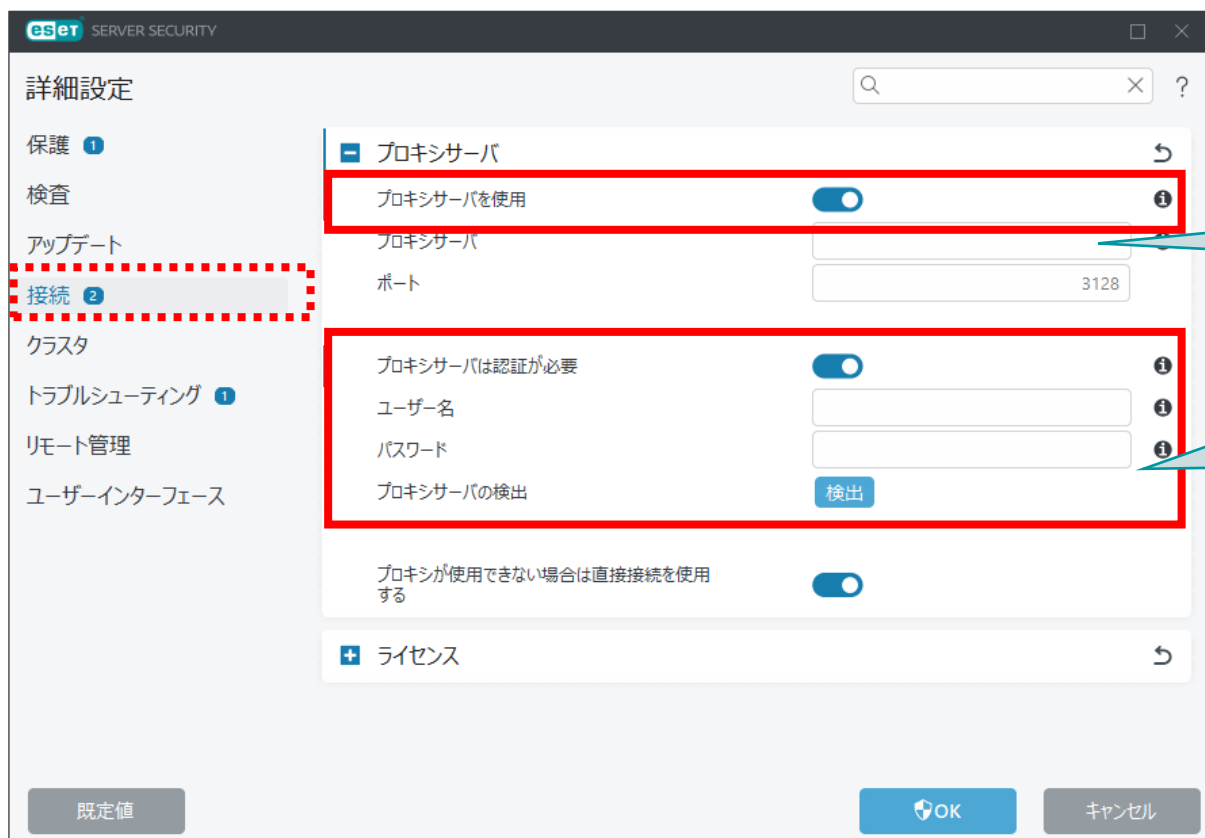 eseт SERVER SECURITY
詳細設定
?
保護 1
検査
アップデート
接続 2
クラスタ
トラブルシューティング 1
リモート管理
ユーザーインターフェース
プロキシサーバ
プロキシサーバを使用
プロキシサーバ
ポート 3128
プロキシサーバは認証が必要
ユーザー名
パスワード
プロキシサーバの検出 検出
プロキシが使用できない場合は直接接続を使用
する
ライセンス
既定値 OK キャンセル